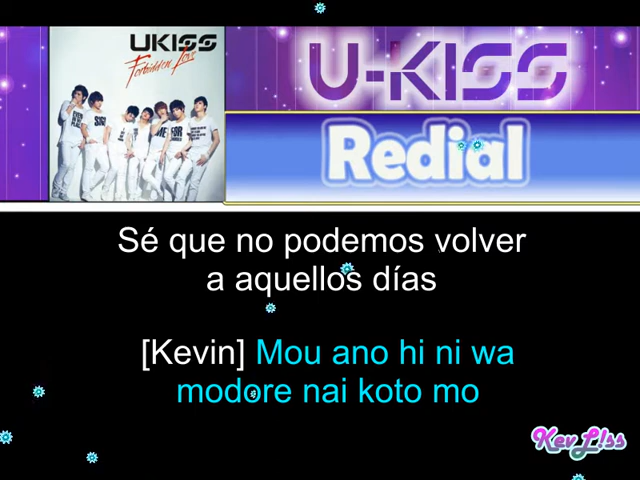 UKISS
Forbidden Love
U-KISS
Redial
Sé que no podemos volver
a aquellos días
[Kevin] Mou ano hi ni wa
modore nai koto mo
KevL!ss